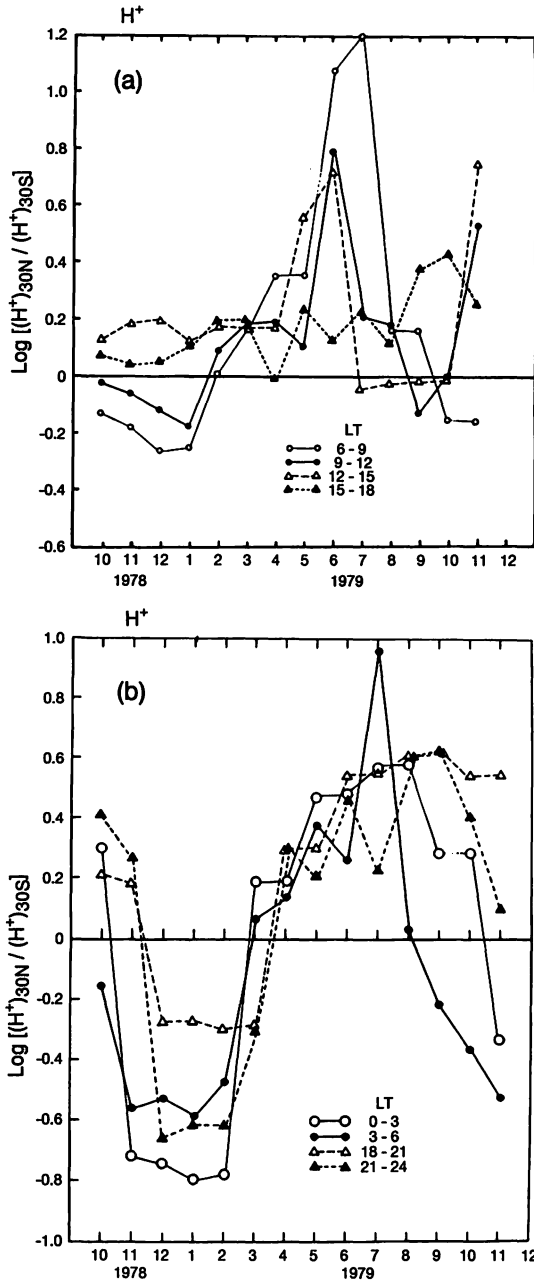 H+
(a)
Log [(H+)30N / (H+)30S]
1.2
1.0
0.8
0.6
0.4
0.2
0
-0.2
-0.4
-0.6
LT
6 - 9
9 - 12
12 - 15
15 - 18
10 11 12 1 2 3 4 5 6 7 8 9 10 11 12
1978 1979
H+
(b)
Log [(H+)30N / (H+)30S]
1.0
0.8
0.6
0.4
0.2
0
-0.2
-0.4
-0.6
-0.8
-1.0
LT
0 - 3
3 - 6
18 - 21
21 - 24
10 11 12 1 2 3 4 5 6 7 8 9 10 11 12
1978 1979